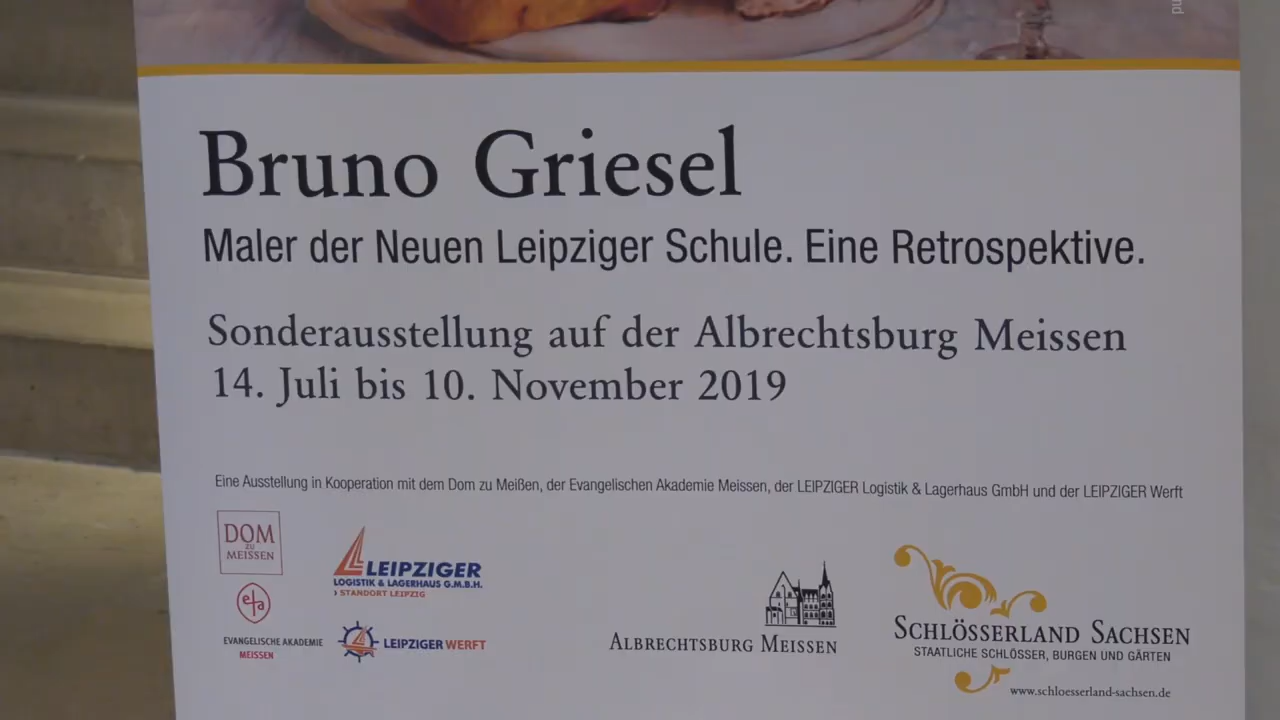 Bruno Griesel
Maler der Neuen Leipziger Schule. Eine Retrospektive.
Sonderausstellung auf der Albrechtsburg Meissen
14. Juli bis 10. November 2019
Eine Ausstellung in Kooperation mit dem Dom zu Meißen, der Evangelischen Akademie Meissen, der LEIPZIGER Logistik & Lagerhaus GmbH und der LEIPZIGER Werft
DOM
ZU
MEISSEN
eta
EVANGELISCHE AKADEMIE
MEISSEN
LEIPZIGER
LOGISTIK & LAGERHAUS G.M.B.H.
› STANDORT LEIPZIG
LEIPZIGER WERFT
ALBRECHTSBURG MEISSEN
SCHLÖSSERLAND SACHSEN
STAATLICHE SCHLÖSSER, BURGEN UND GÄRTEN
www.schloesserland-sachsen.de